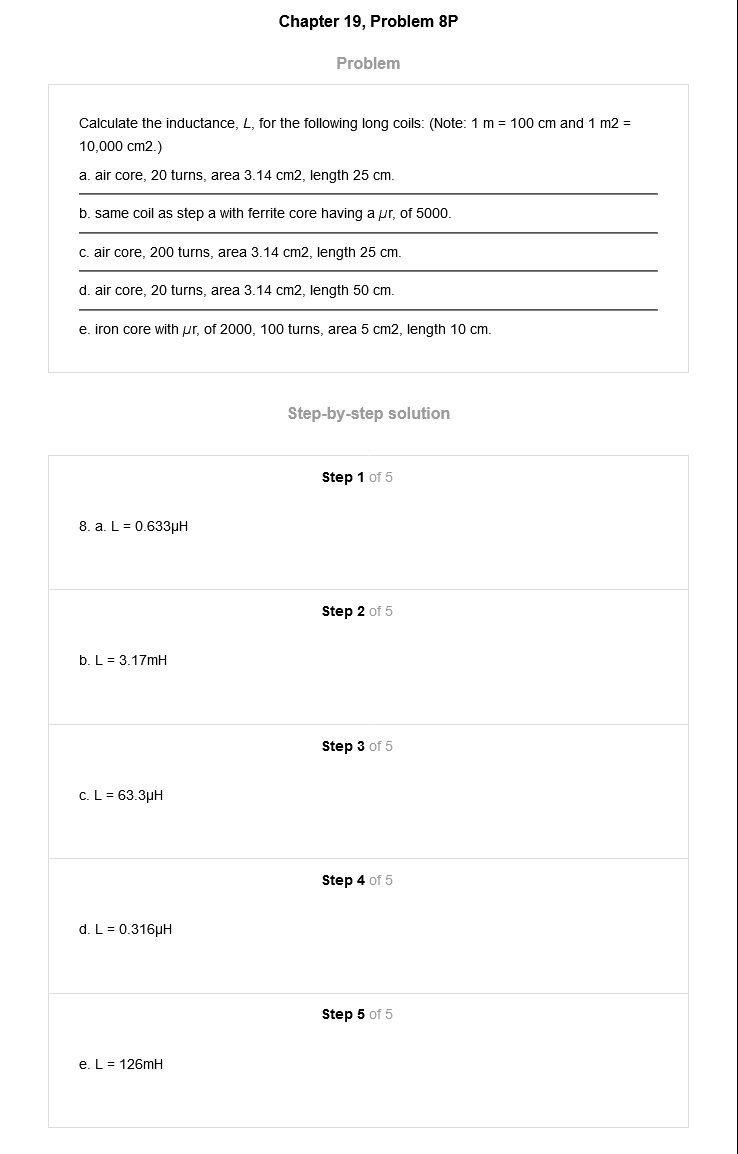 Chapter 19, Problem 8P
Problem
Calculate the inductance, L, for the following long coils: (Note: 1 m = 100 cm and 1 m2 =
10,000 cm2.)
a. air core, 20 turns, area 3.14 cm2, length 25 cm.
b. same coil as step a with ferrite core having a μr, of 5000.
c. air core, 200 turns, area 3.14 cm2, length 25 cm.
d. air core, 20 turns, area 3.14 cm2, length 50 cm.
e. iron core with μr, of 2000, 100 turns, area 5 cm2, length 10 cm.
Step-by-step solution
Step 1 of 5
8. a. L = 0.633μH
Step 2 of 5
b. L = 3.17mH
Step 3 of 5
c. L = 63.3μH
Step 4 of 5
d. L = 0.316μH
Step 5 of 5
e. L = 126mH